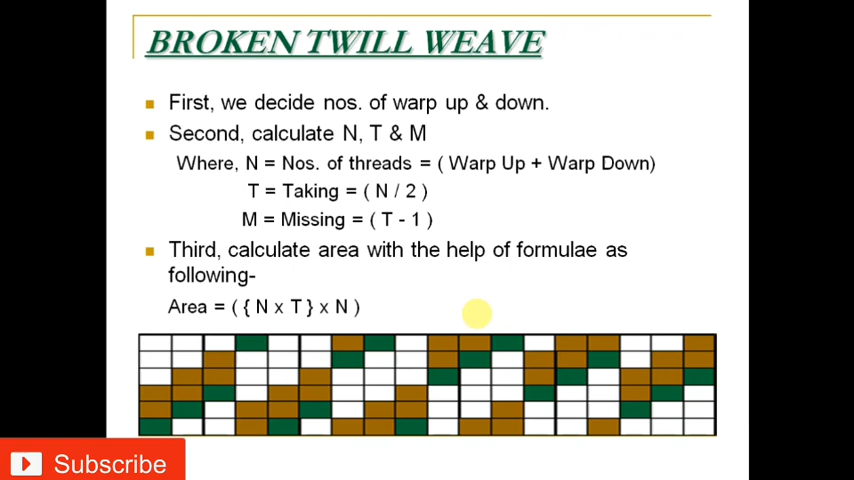 BROKEN TWILL WEAVE
First, we decide nos. of warp up & down.
Second, calculate N, T & M
Where, N = Nos. of threads = ( Warp Up + Warp Down)
T = Taking = ( N / 2 )
M = Missing = ( T - 1 )
Third, calculate area with the help of formulae as
following-
Area = ( { N x T } x N )
Subscribe